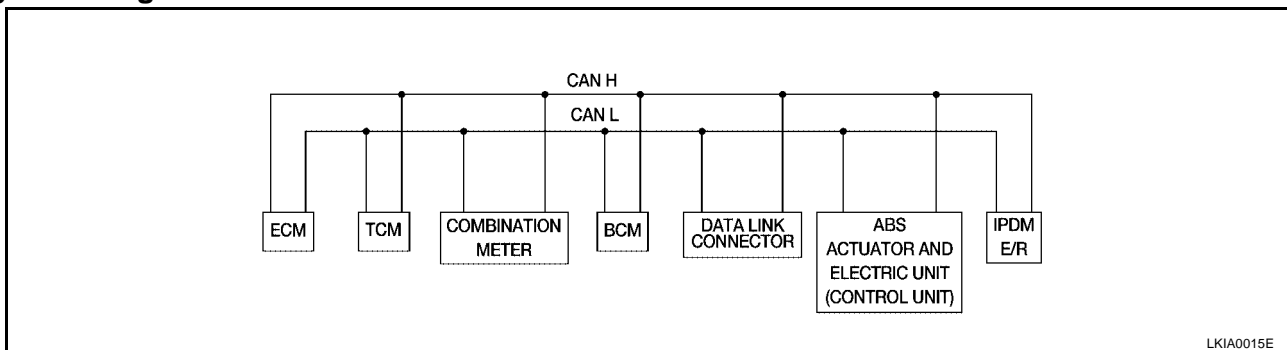 CAN H
CAN L
ECM
TCM
COMBINATION
METER
BCM
DATA LINK
CONNECTOR
ABS
ACTUATOR AND
ELECTRIC UNIT
(CONTROL UNIT)
IPDM
E/R
LKIA0015E